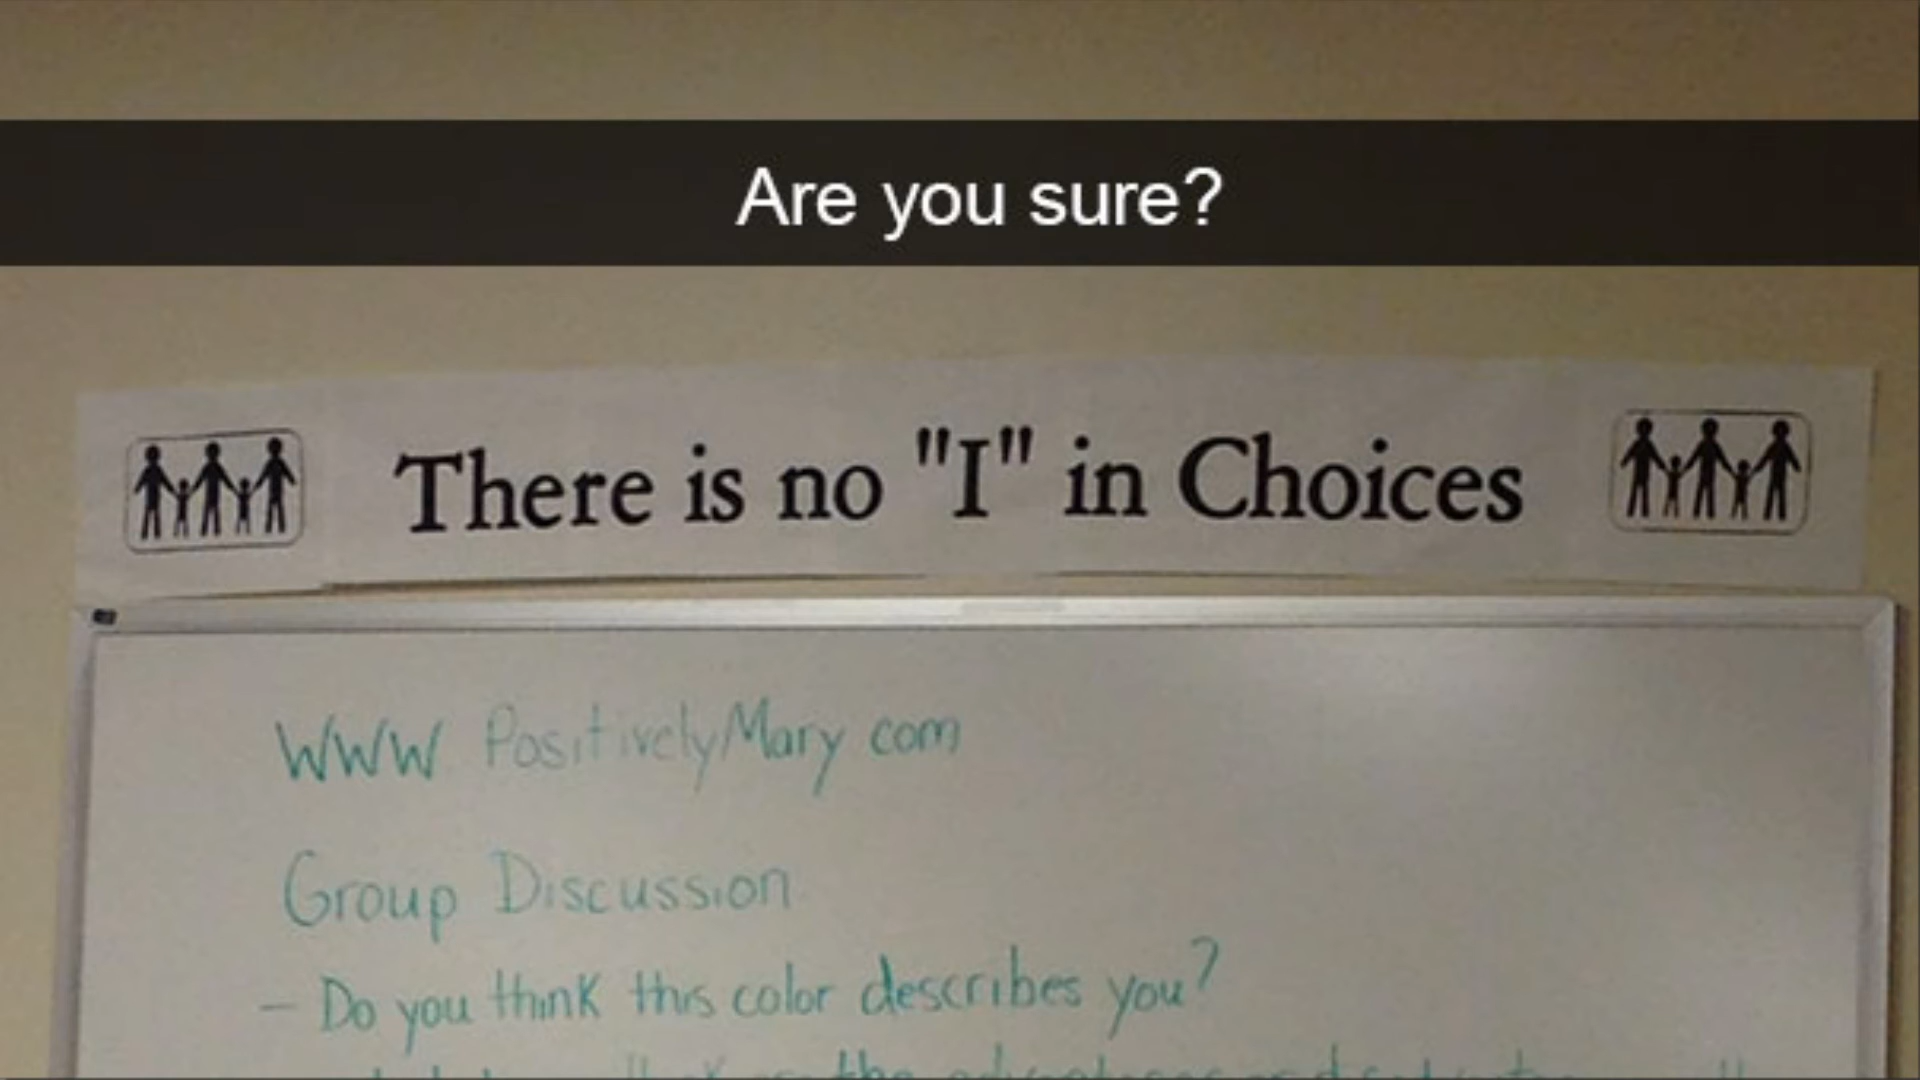 Are you sure?
There is no "I" in Choices
WWW PositivelyMary com
Group Discussion
- Do you think this color describes you?